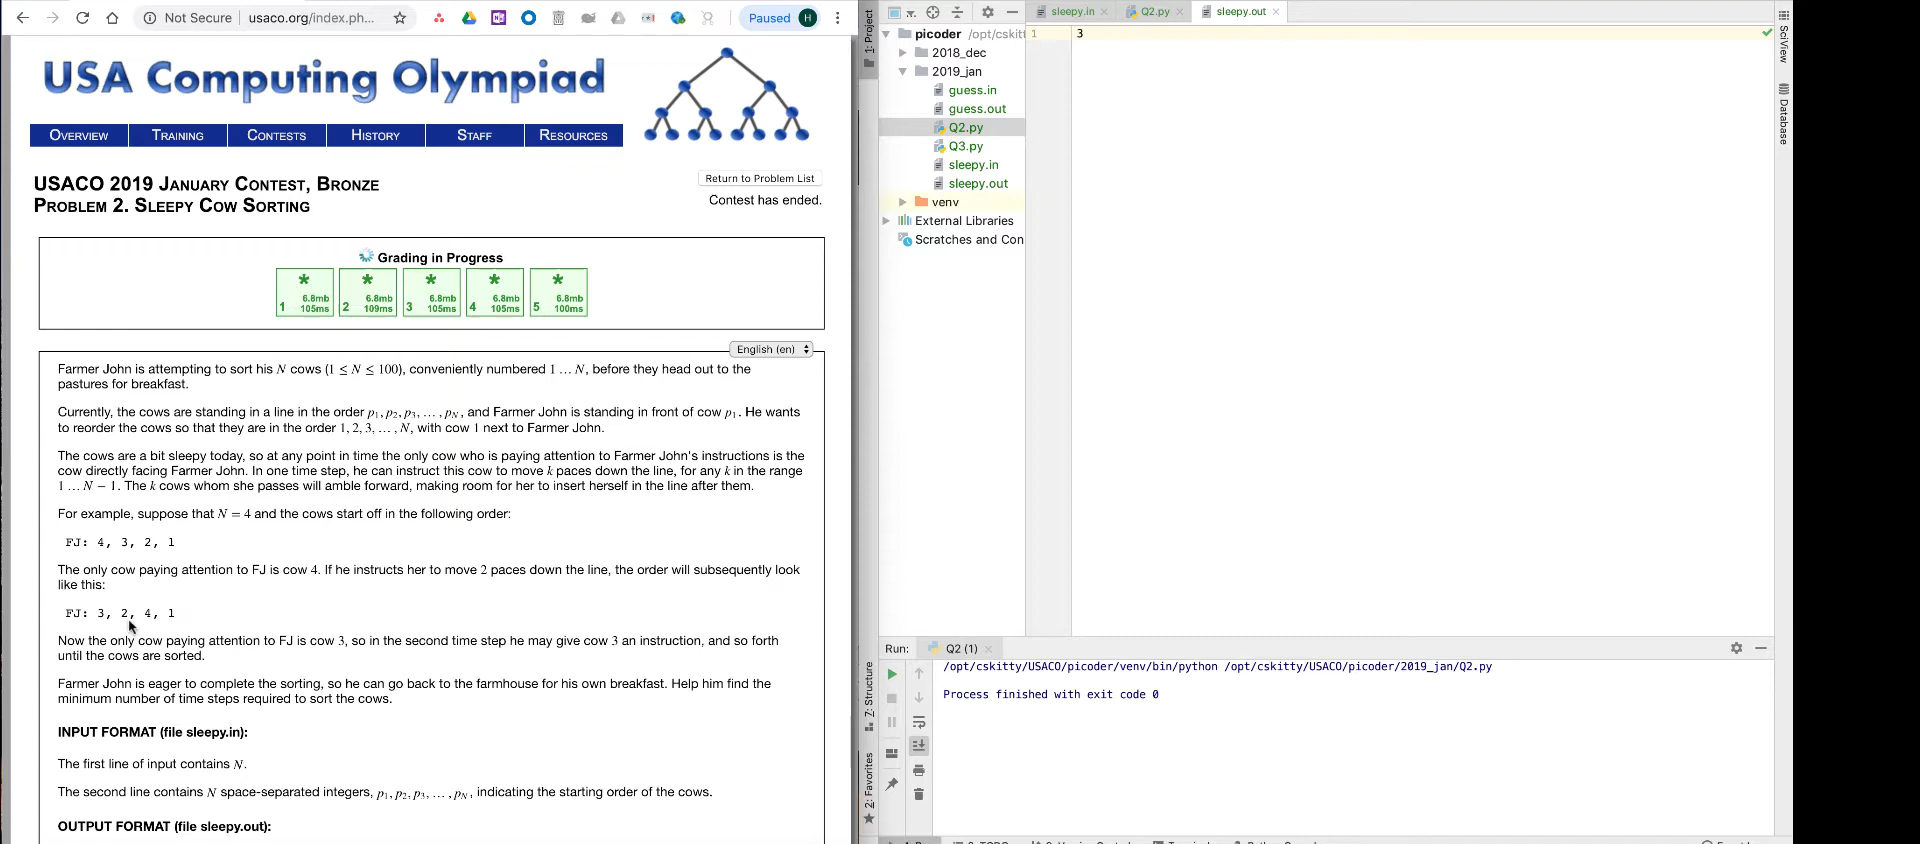 Not Secure | usaco.org/index.ph...
Paused H
USA Computing Olympiad
OVERVIEW TRAINING CONTESTS HISTORY STAFF RESOURCES
USACO 2019 JANUARY CONTEST, BRONZE
PROBLEM 2. SLEEPY COW SORTING
Return to Problem List
Contest has ended.
Grading in Progress
* * * * *
6.8mb 6.8mb 6.8mb 6.8mb 6.8mb
1 105ms 2 109ms 3 105ms 4 105ms 5 100ms
English (en)
Farmer John is attempting to sort his N cows (1 ≤ N ≤ 100), conveniently numbered 1 … N, before they head out to the
pastures for breakfast.
Currently, the cows are standing in a line in the order p₁, p₂, p₃, … , p_N, and Farmer John is standing in front of cow p₁. He wants
to reorder the cows so that they are in the order 1, 2, 3, … , N, with cow 1 next to Farmer John.
The cows are a bit sleepy today, so at any point in time the only cow who is paying attention to Farmer John's instructions is the
cow directly facing Farmer John. In one time step, he can instruct this cow to move k paces down the line, for any k in the range
1 … N − 1. The k cows whom she passes will amble forward, making room for her to insert herself in the line after them.
For example, suppose that N = 4 and the cows start off in the following order:
FJ: 4, 3, 2, 1
The only cow paying attention to FJ is cow 4. If he instructs her to move 2 paces down the line, the order will subsequently look
like this:
FJ: 3, 2, 4, 1
Now the only cow paying attention to FJ is cow 3, so in the second time step he may give cow 3 an instruction, and so forth
until the cows are sorted.
Farmer John is eager to complete the sorting, so he can go back to the farmhouse for his own breakfast. Help him find the
minimum number of time steps required to sort the cows.
INPUT FORMAT (file sleepy.in):
The first line of input contains N.
The second line contains N space-separated integers, p₁, p₂, p₃, … , p_N, indicating the starting order of the cows.
OUTPUT FORMAT (file sleepy.out):
1: Project
picoder /opt/cskitt
2018_dec
2019_jan
guess.in
guess.out
Q2.py
Q3.py
sleepy.in
sleepy.out
venv
External Libraries
Scratches and Con
sleepy.in Q2.py sleepy.out
1 3
SciView
Database
Run: Q2 (1)
/opt/cskitty/USACO/picoder/venv/bin/python /opt/cskitty/USACO/picoder/2019_jan/Q2.py
Process finished with exit code 0
7: Structure
2: Favorites